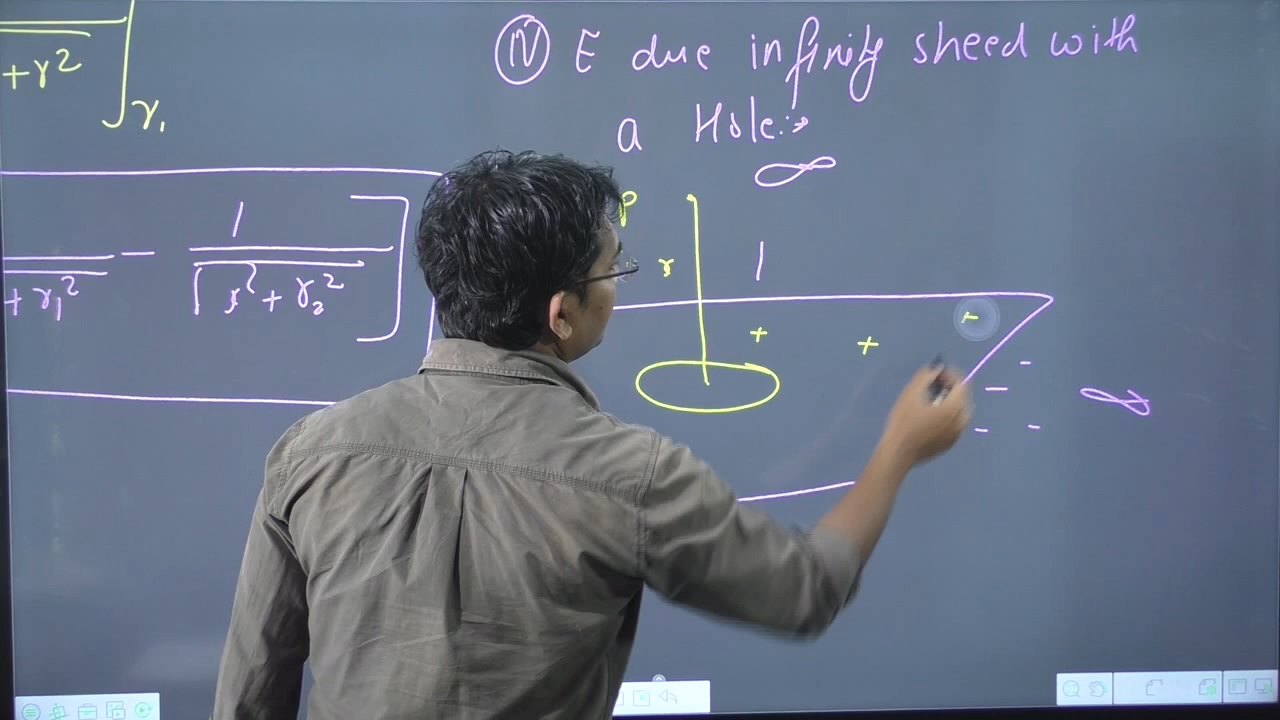 +r²
r₁
(IV) E due infinity sheed with
a Hole:→
∞
1
P
r
+r₁² − 1/√(r²+r₂²) ]
+ + +
− − − −
∞